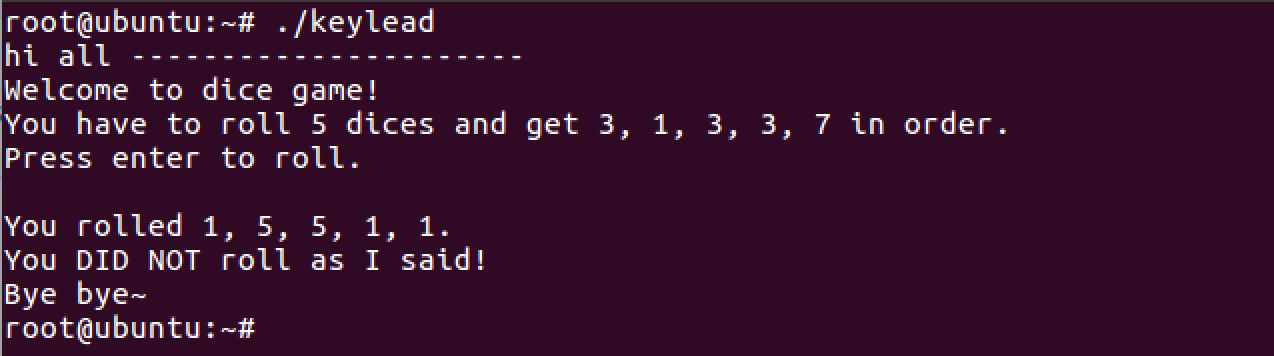 root@ubuntu:~# ./keylead
hi all ----------------------
Welcome to dice game!
You have to roll 5 dices and get 3, 1, 3, 3, 7 in order.
Press enter to roll.
You rolled 1, 5, 5, 1, 1.
You DID NOT roll as I said!
Bye bye~
root@ubuntu:~#